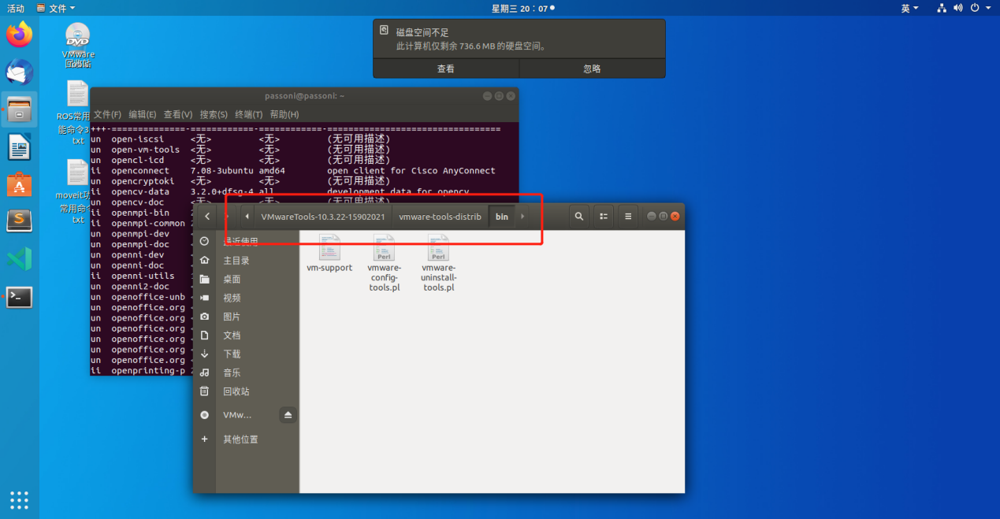 活动 文件 星期三 20：07 英
磁盘空间不足
此计算机仅剩余 736.6 MB 的硬盘空间。
查看 忽略
VMware
ROS常用
能命令3.
txt
moveit功
常用命令
txt
passoni@passoni: ~
文件(F) 编辑(E) 查看(V) 搜索(S) 终端(T) 帮助(H)
+++-==============-============-============-=================================
un open-iscsi <无> <无> (无可用描述)
un open-vm-tools <无> <无> (无可用描述)
un opencl-icd <无> <无> (无可用描述)
ii openconnect 7.08-3ubuntu amd64 open client for Cisco AnyConnect
un opencryptoki <无> <无> (无可用描述)
ii opencv-data 3.2.0+dfsg-4 all development data for opencv
un opencv-doc <无> <无> (无可用描述)
ii openmpi-bin
ii openmpi-common
un openmpi-dev
un openmpi-doc
un openni-dev
un openni-doc
ii openni-utils
un openni2-doc
un openoffice-unb
un openoffice.org
un openoffice.org
un openoffice.org
un openoffice.org
un openoffice.org
un openoffice.org
ii openprinting-p
VMwareTools-10.3.22-15902021 vmware-tools-distrib bin
最近使用
主目录
桌面
视频
图片
文档
下载
音乐
回收站
VMw...
其他位置
vm-support
vmware-
config-
tools.pl
vmware-
uninstall-
tools.pl
Perl
Perl
DVD